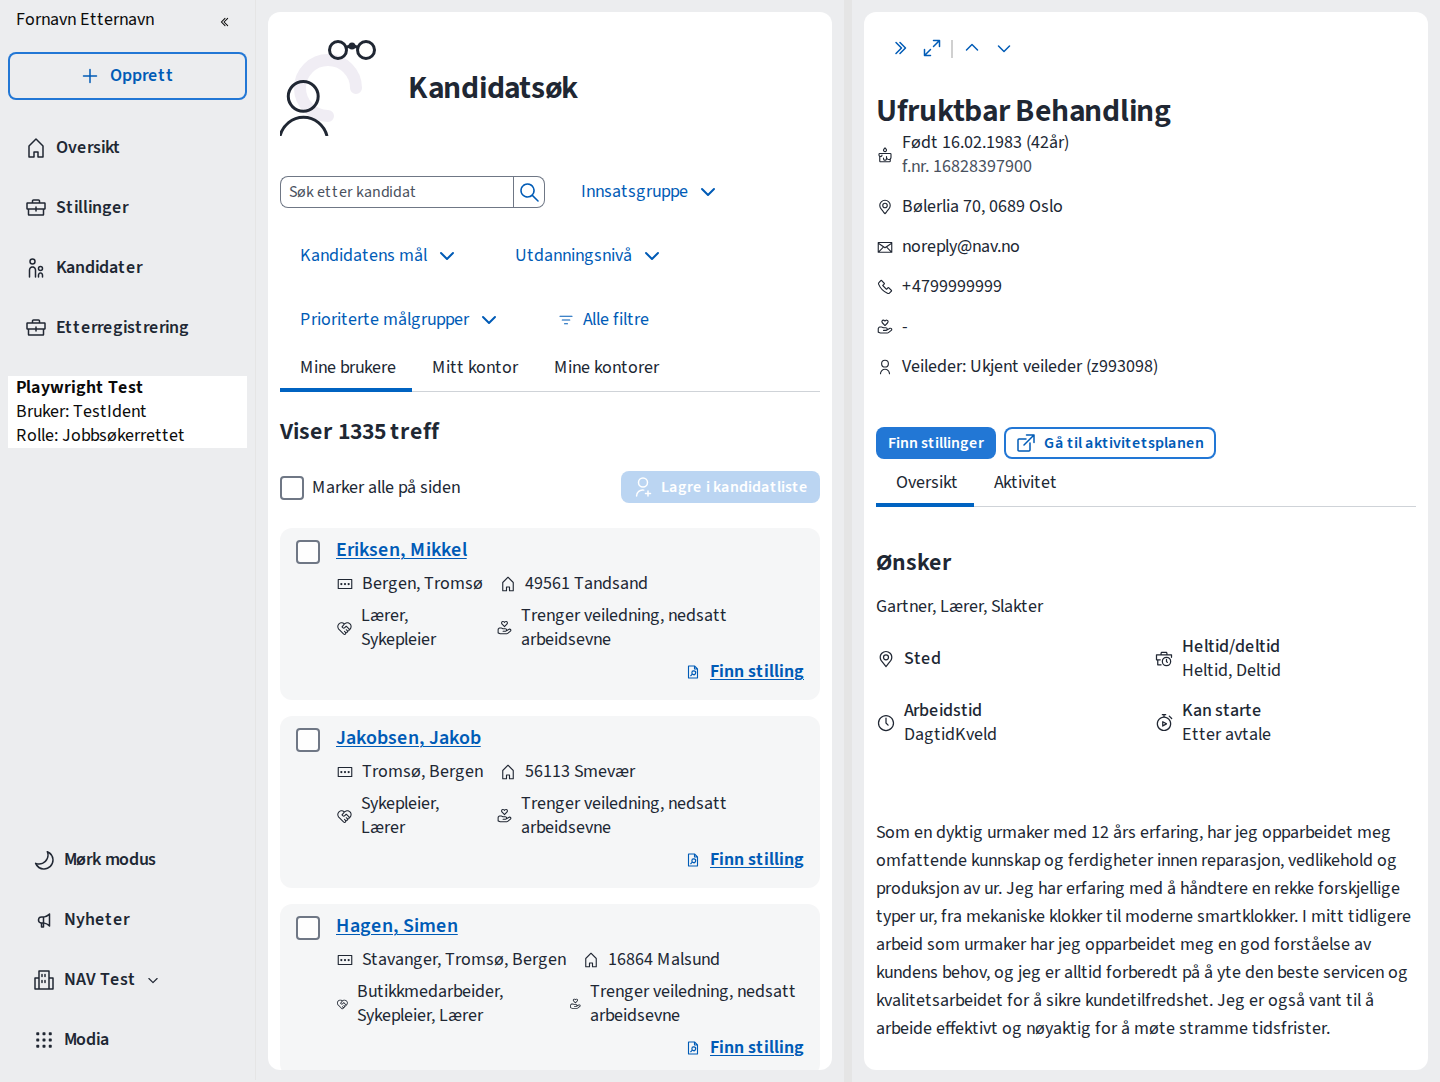 Fornavn Etternavn
Opprett
Oversikt
Stillinger
Kandidater
Etterregistrering
Playwright Test
Bruker: TestIdent
Rolle: Jobbsøkerrettet
Mørk modus
Nyheter
NAV Test
Modia
Kandidatsøk
Søk etter kandidat
Innsatsgruppe
Kandidatens mål
Utdanningsnivå
Prioriterte målgrupper
Alle filtre
Mine brukere
Mitt kontor
Mine kontorer
Viser 1335 treff
Marker alle på siden
Lagre i kandidatliste
Eriksen, Mikkel
Bergen, Tromsø
49561 Tandsand
Lærer,
Sykepleier
Trenger veiledning, nedsatt
arbeidsevne
Finn stilling
Jakobsen, Jakob
Tromsø, Bergen
56113 Smevær
Sykepleier,
Lærer
Trenger veiledning, nedsatt
arbeidsevne
Finn stilling
Hagen, Simen
Stavanger, Tromsø, Bergen
16864 Malsund
Butikkmedarbeider,
Sykepleier, Lærer
Trenger veiledning, nedsatt
arbeidsevne
Finn stilling
Ufruktbar Behandling
Født 16.02.1983 (42år)
f.nr. 16828397900
Bølerlia 70, 0689 Oslo
noreply@nav.no
+4799999999
-
Veileder: Ukjent veileder (z993098)
Finn stillinger
Gå til aktivitetsplanen
Oversikt
Aktivitet
Ønsker
Gartner, Lærer, Slakter
Sted
Heltid/deltid
Heltid, Deltid
Arbeidstid
DagtidKveld
Kan starte
Etter avtale
Som en dyktig urmaker med 12 års erfaring, har jeg opparbeidet meg
omfattende kunnskap og ferdigheter innen reparasjon, vedlikehold og
produksjon av ur. Jeg har erfaring med å håndtere en rekke forskjellige
typer ur, fra mekaniske klokker til moderne smartklokker. I mitt tidligere
arbeid som urmaker har jeg opparbeidet meg en god forståelse av
kundens behov, og jeg er alltid forberedt på å yte den beste servicen og
kvalitetsarbeidet for å sikre kundetilfredshet. Jeg er også vant til å
arbeide effektivt og nøyaktig for å møte stramme tidsfrister.